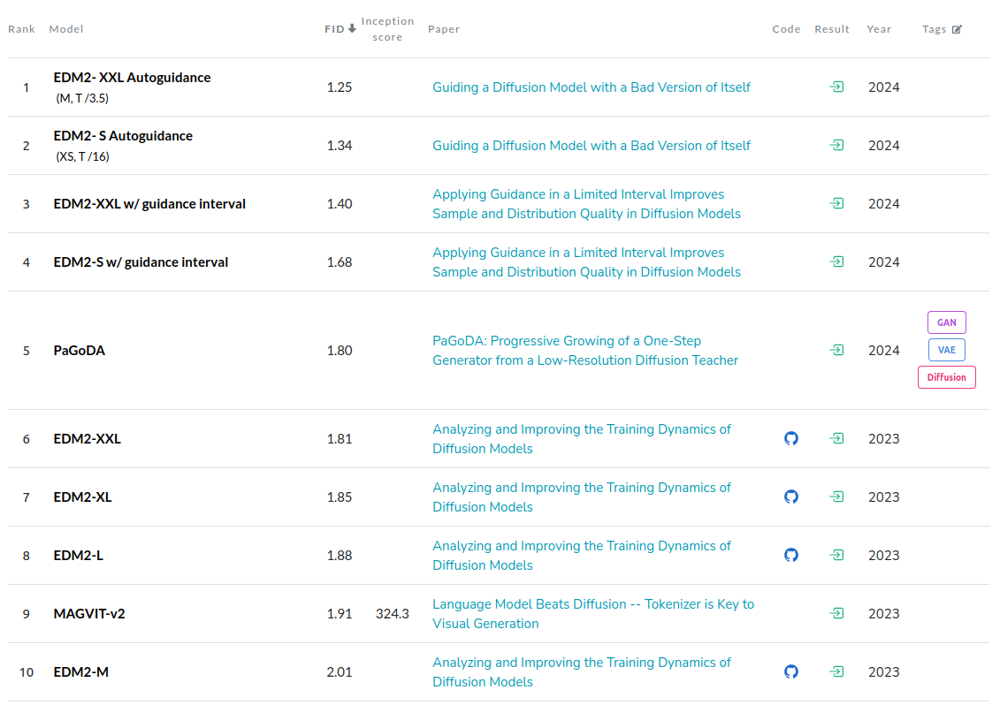 Rank Model FID Inception score Paper Code Result Year Tags
1 EDM2- XXL Autoguidance 1.25 Guiding a Diffusion Model with a Bad Version of Itself 2024
(M, T /3.5)
2 EDM2- S Autoguidance 1.34 Guiding a Diffusion Model with a Bad Version of Itself 2024
(XS, T /16)
3 EDM2-XXL w/ guidance interval 1.40 Applying Guidance in a Limited Interval Improves
Sample and Distribution Quality in Diffusion Models 2024
4 EDM2-S w/ guidance interval 1.68 Applying Guidance in a Limited Interval Improves
Sample and Distribution Quality in Diffusion Models 2024
5 PaGoDA 1.80 PaGoDA: Progressive Growing of a One-Step
Generator from a Low-Resolution Diffusion Teacher 2024
GAN
VAE
Diffusion
6 EDM2-XXL 1.81 Analyzing and Improving the Training Dynamics of
Diffusion Models 2023
7 EDM2-XL 1.85 Analyzing and Improving the Training Dynamics of
Diffusion Models 2023
8 EDM2-L 1.88 Analyzing and Improving the Training Dynamics of
Diffusion Models 2023
9 MAGVIT-v2 1.91 324.3 Language Model Beats Diffusion -- Tokenizer is Key to
Visual Generation 2023
10 EDM2-M 2.01 Analyzing and Improving the Training Dynamics of
Diffusion Models 2023